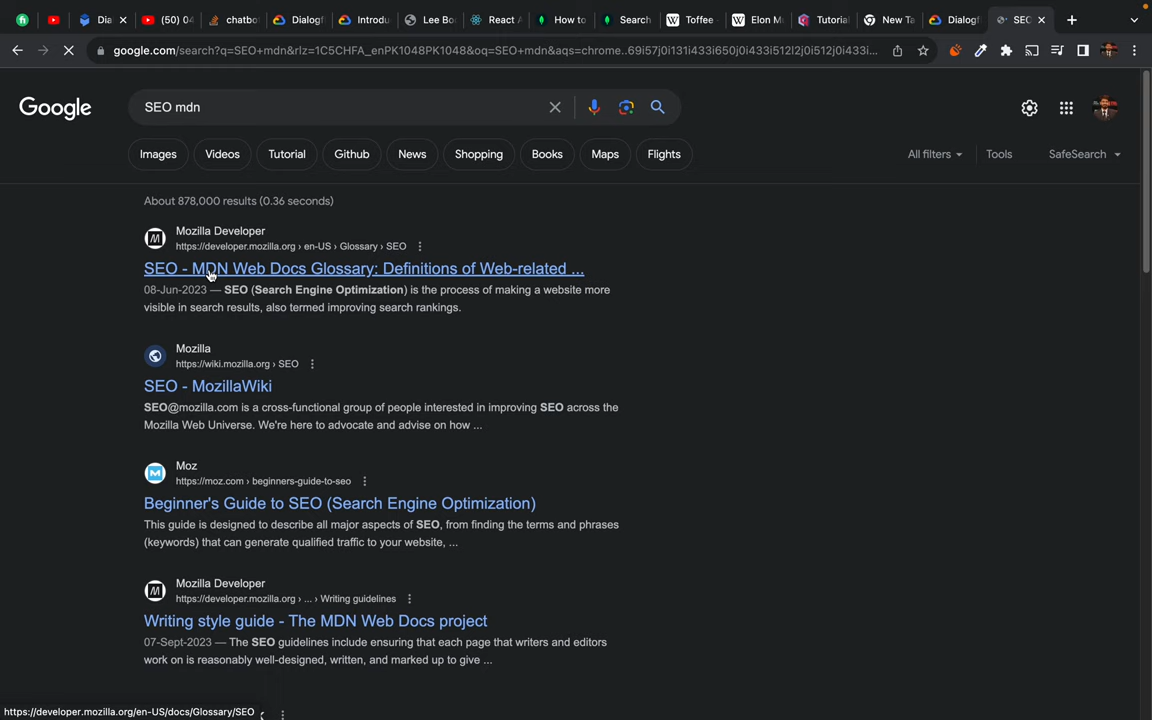 Dia
(50) 04
chatbot
Dialogf
Introdu
Lee Bo
React A
How to
Search
Toffee -
Elon M
Tutorial
New Ta
Dialogf
SEO
google.com/search?q=SEO+mdn&rlz=1C5CHFA_enPK1048PK1048&oq=SEO+mdn&aqs=chrome..69i57j0i131i433i650j0i433i512l2j0i512j0i433i...
Google
SEO mdn
Images
Videos
Tutorial
Github
News
Shopping
Books
Maps
Flights
All filters
Tools
SafeSearch
About 878,000 results (0.36 seconds)
Mozilla Developer
https://developer.mozilla.org › en-US › Glossary › SEO
SEO - MDN Web Docs Glossary: Definitions of Web-related ...
08-Jun-2023 — SEO (Search Engine Optimization) is the process of making a website more
visible in search results, also termed improving search rankings.
Mozilla
https://wiki.mozilla.org › SEO
SEO - MozillaWiki
SEO@mozilla.com is a cross-functional group of people interested in improving SEO across the
Mozilla Web Universe. We're here to advocate and advise on how ...
Moz
https://moz.com › beginners-guide-to-seo
Beginner's Guide to SEO (Search Engine Optimization)
This guide is designed to describe all major aspects of SEO, from finding the terms and phrases
(keywords) that can generate qualified traffic to your website, ...
Mozilla Developer
https://developer.mozilla.org › ... › Writing guidelines
Writing style guide - The MDN Web Docs project
07-Sept-2023 — The SEO guidelines include ensuring that each page that writers and editors
work on is reasonably well-designed, written, and marked up to give ...
https://developer.mozilla.org/en-US/docs/Glossary/SEO